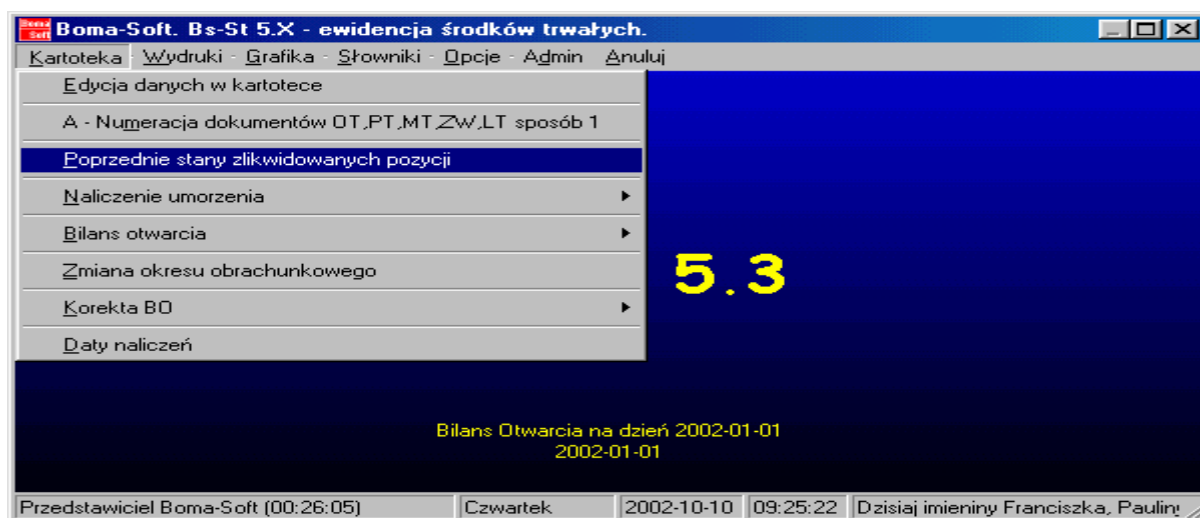 Boma Soft Boma-Soft. Bs-St 5.X - ewidencja środków trwałych.
Kartoteka - Wydruki - Grafika - Słowniki - Opcje - Admin Anuluj
Edycja danych w kartotece
A - Numeracja dokumentów OT,PT,MT,ZW,LT sposób 1
Poprzednie stany zlikwidowanych pozycji
Naliczenie umorzenia
Bilans otwarcia
Zmiana okresu obrachunkowego
Korekta BO
Daty naliczeń
5.3
Bilans Otwarcia na dzień 2002-01-01
2002-01-01
Przedstawiciel Boma-Soft (00:26:05) Czwartek 2002-10-10 09:25:22 Dzisiaj imieniny Franciszka, Pauliny